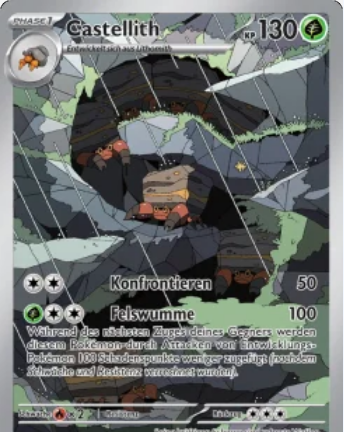 PHASE 1
Castellith
KP 130
Entwickelt sich aus Lithomith
Konfrontieren 50
Felswumme 100
Während des nächsten Zuges deines Gegners werden
diesem Pokémon durch Attacken von Entwicklungs-
Pokémon 100 Schadenspunkte weniger zugefügt (nachdem
Schwäche und Resistenz verrechnet wurden).
Schwäche ×2 Resistenz Rückzug